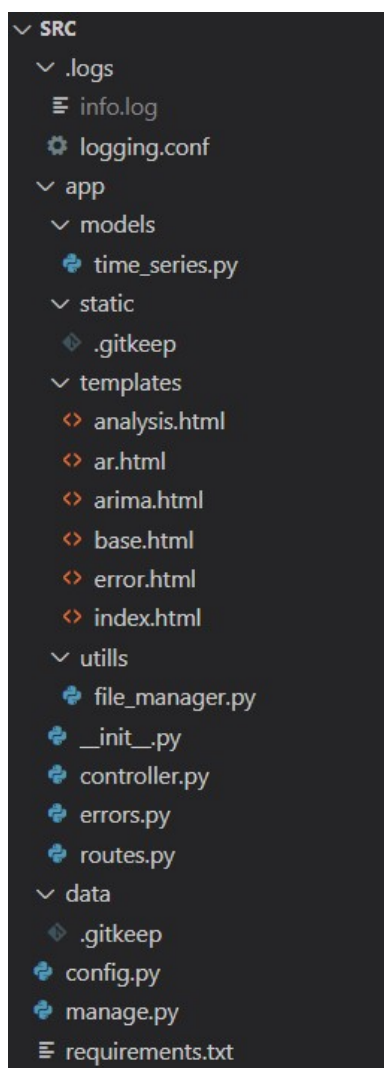 SRC
.logs
info.log
logging.conf
app
models
time_series.py
static
.gitkeep
templates
analysis.html
ar.html
arima.html
base.html
error.html
index.html
utills
file_manager.py
__init__.py
controller.py
errors.py
routes.py
data
.gitkeep
config.py
manage.py
requirements.txt